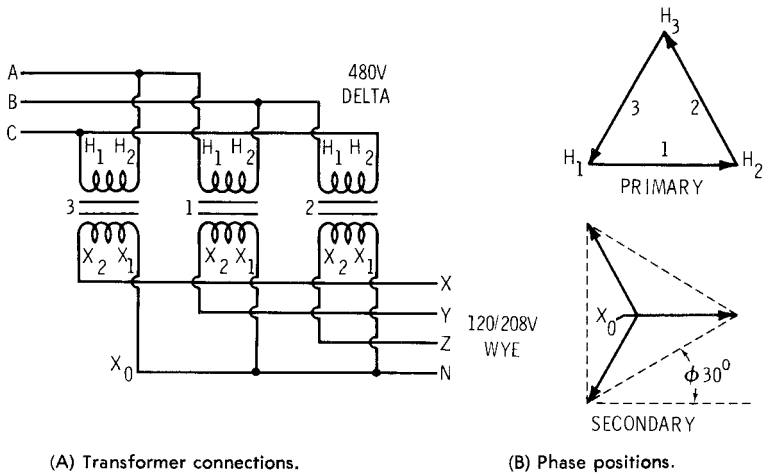 A
B
C
480V
DELTA
H1 H2
H1 H2
H1 H2
3
1
2
X2 X1
X2 X1
X2 X1
X
Y
Z
N
120/208V
WYE
X0
(A) Transformer connections.
H3
3
2
H1
1
H2
PRIMARY
X0
ϕ30°
SECONDARY
(B) Phase positions.